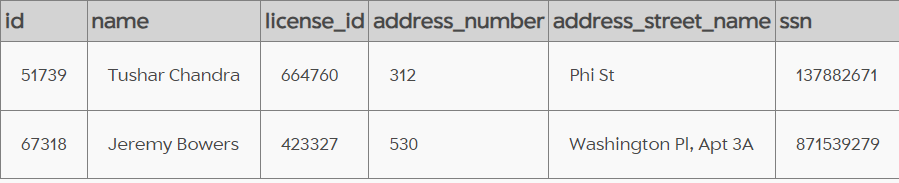 id name license_id address_number address_street_name ssn
51739 Tushar Chandra 664760 312 Phi St 137882671
67318 Jeremy Bowers 423327 530 Washington Pl, Apt 3A 871539279